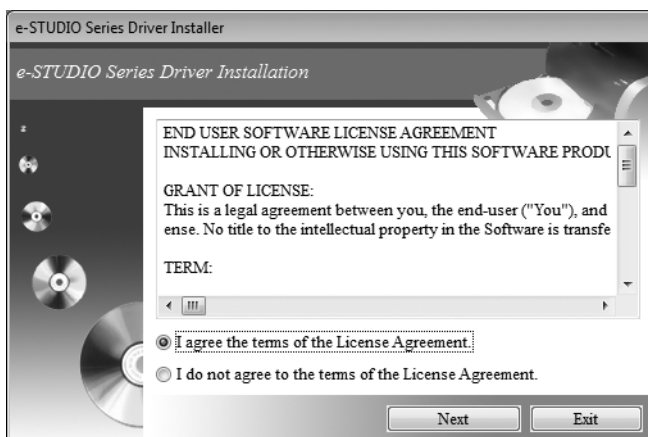 e-STUDIO Series Driver Installer
e-STUDIO Series Driver Installation
END USER SOFTWARE LICENSE AGREEMENT
INSTALLING OR OTHERWISE USING THIS SOFTWARE PRODU
GRANT OF LICENSE:
This is a legal agreement between you, the end-user ("You"), and
ense. No title to the intellectual property in the Software is transfe
TERM:
I agree the terms of the License Agreement.
I do not agree to the terms of the License Agreement.
Next
Exit